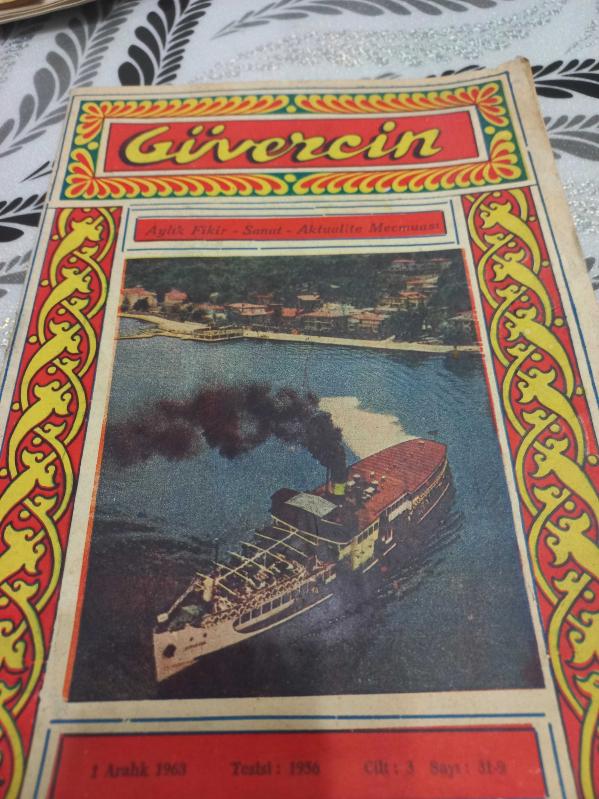 Güvercin
Aylık Fikir - Sanat - Aktualite Mecmuası
1 Aralık 1963 Tesisi : 1956 Cilt : 3 Sayı : 31-9